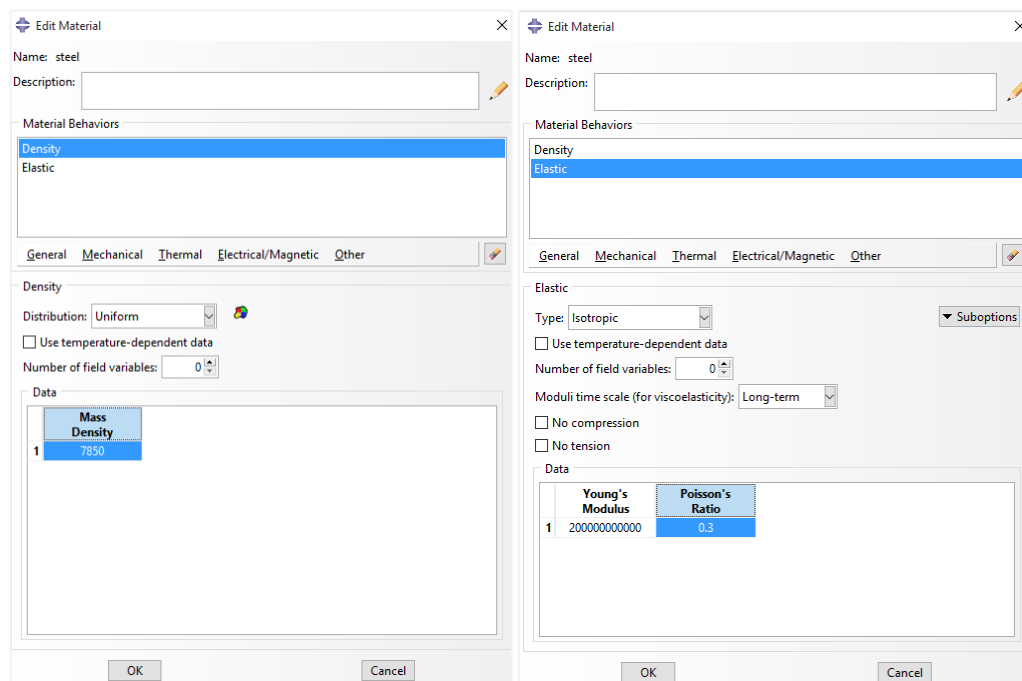 Edit Material
Name: steel
Description:
Material Behaviors
Density
Elastic
General Mechanical Thermal Electrical/Magnetic Other
Density
Distribution: Uniform
Use temperature-dependent data
Number of field variables: 0
Data
Mass
Density
1 7850
OK Cancel
Edit Material
Name: steel
Description:
Material Behaviors
Density
Elastic
General Mechanical Thermal Electrical/Magnetic Other
Elastic
Type: Isotropic
Suboptions
Use temperature-dependent data
Number of field variables: 0
Moduli time scale (for viscoelasticity): Long-term
No compression
No tension
Data
Young's Poisson's
Modulus Ratio
1 200000000000 0.3
OK Cancel